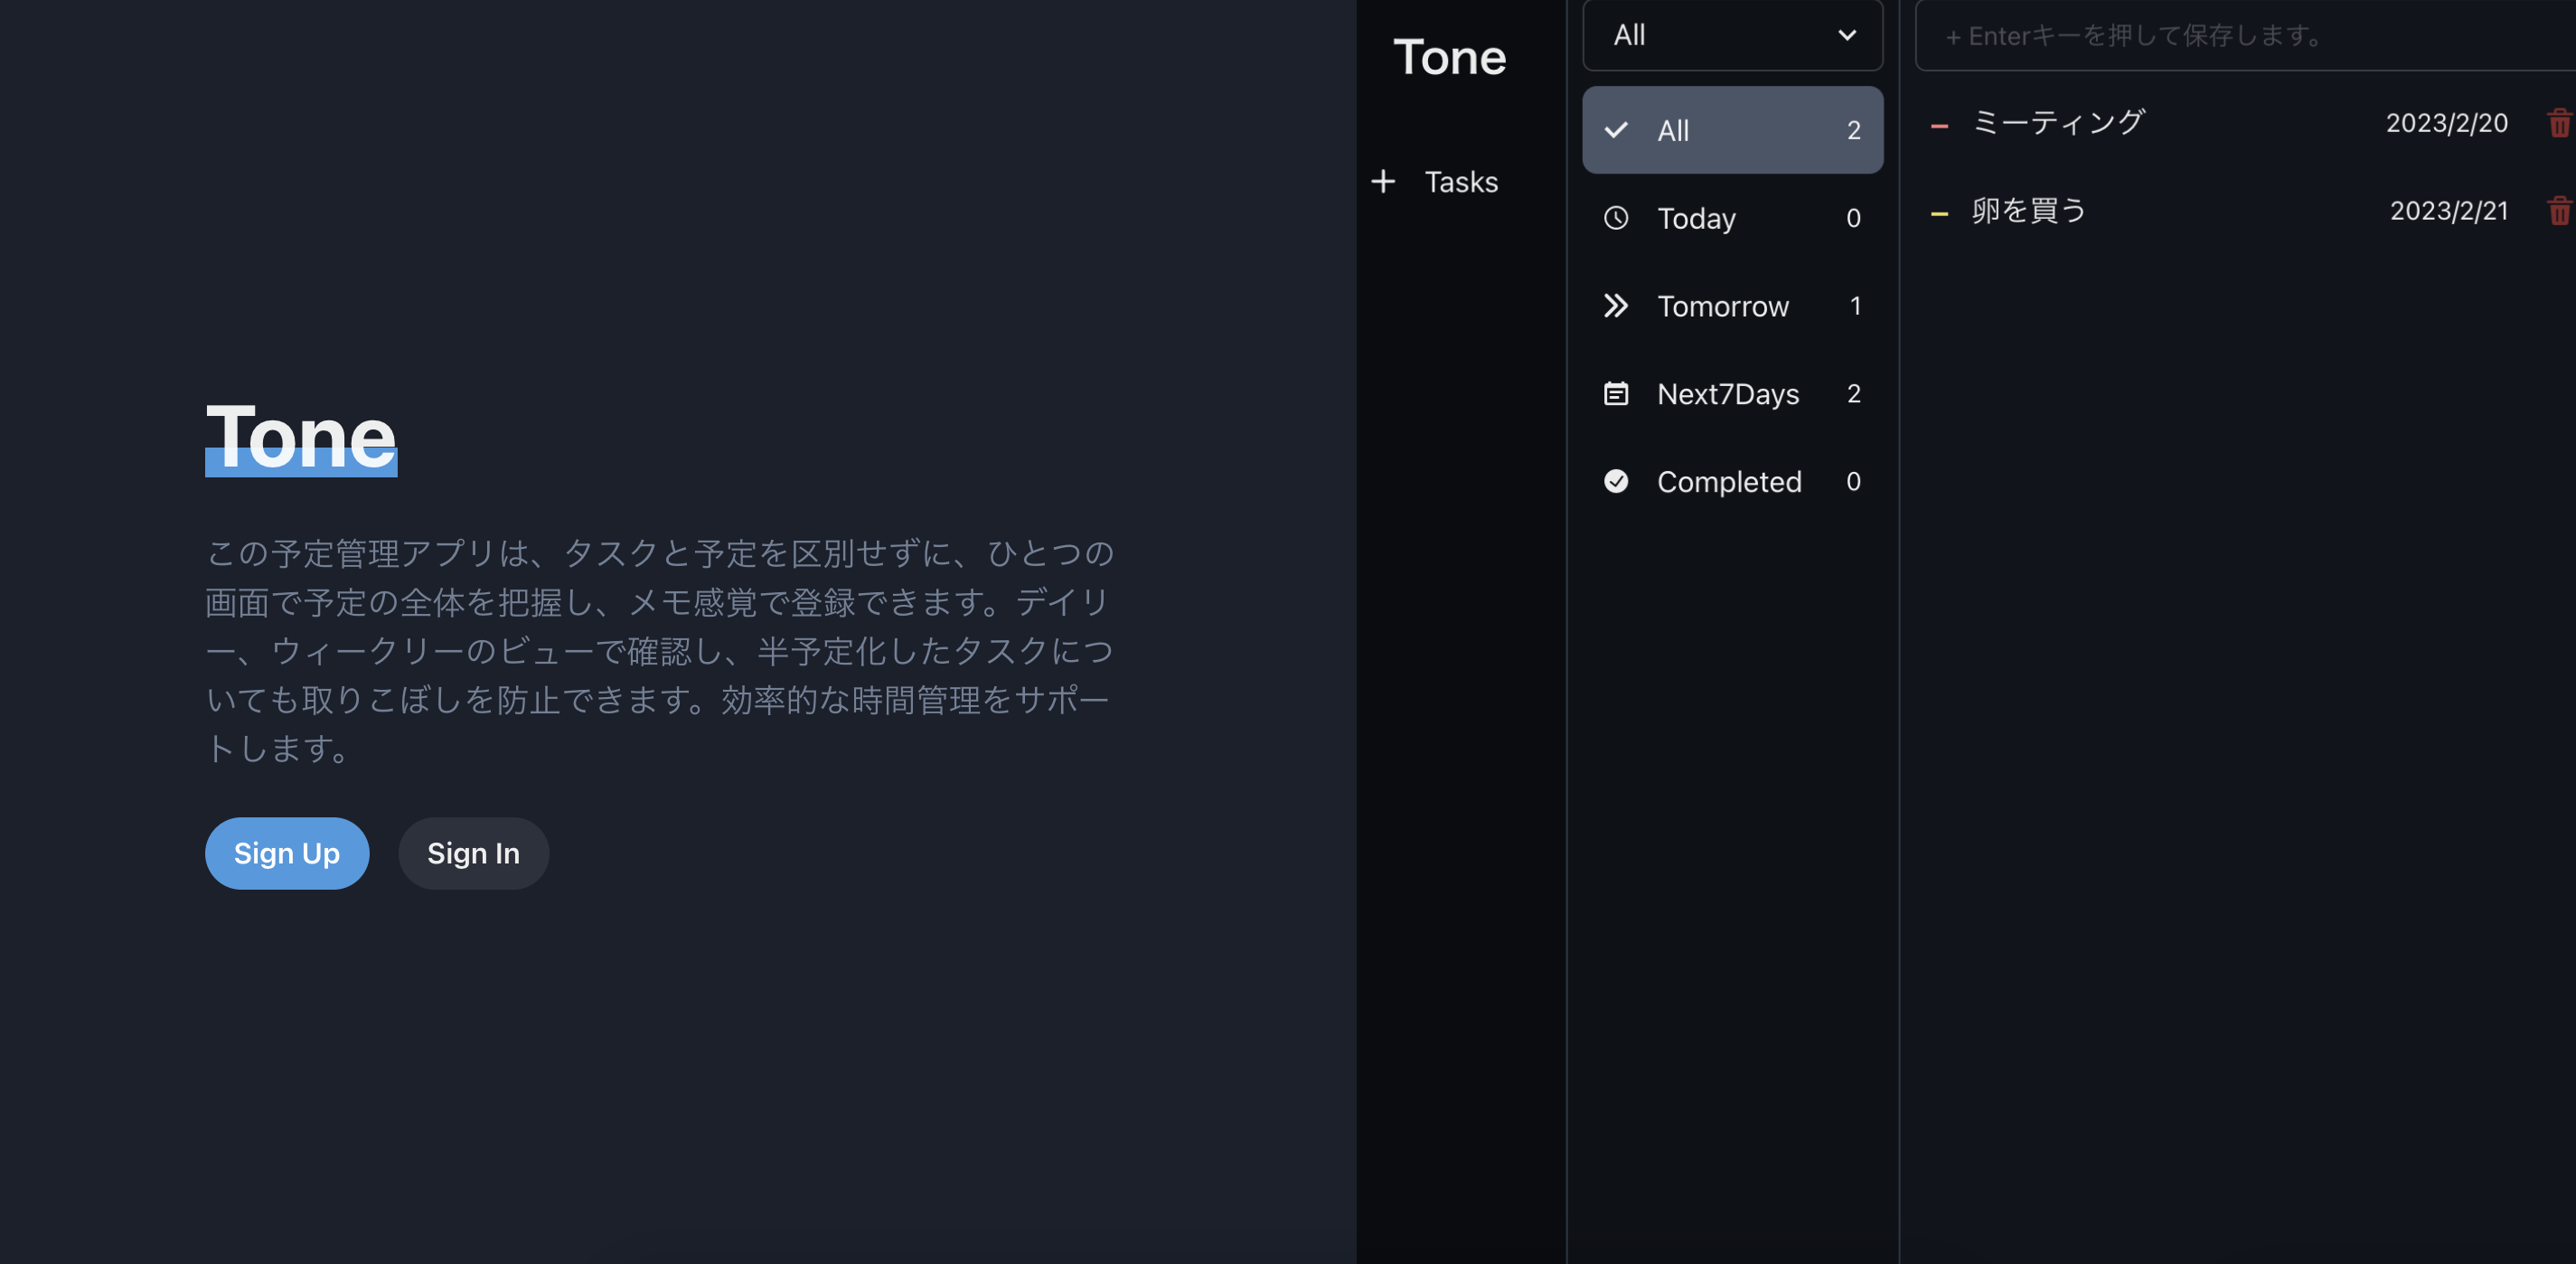 Tone
この予定管理アプリは、タスクと予定を区別せずに、ひとつの
画面で予定の全体を把握し、メモ感覚で登録できます。デイリ
ー、ウィークリーのビューで確認し、半予定化したタスクにつ
いても取りこぼしを防止できます。効率的な時間管理をサポー
トします。
Sign Up
Sign In
Tone
+ Tasks
All
All 2
Today 0
Tomorrow 1
Next7Days 2
Completed 0
+ Enterキーを押して保存します。
ミーティング 2023/2/20
卵を買う 2023/2/21